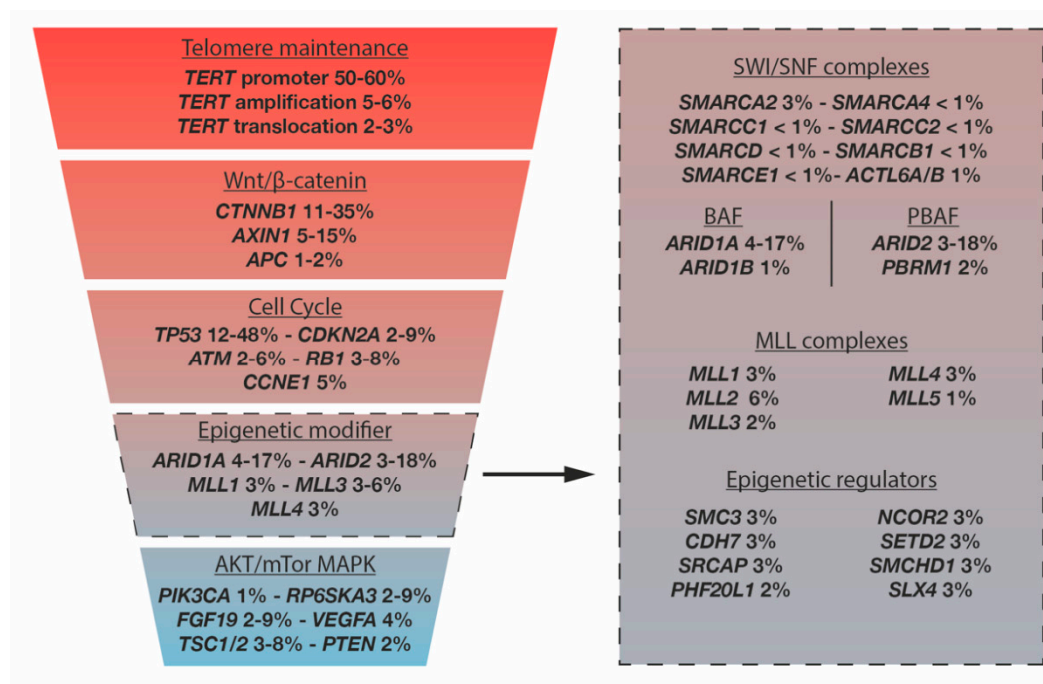 Telomere maintenance
TERT promoter 50-60%
TERT amplification 5-6%
TERT translocation 2-3%
Wnt/β-catenin
CTNNB1 11-35%
AXIN1 5-15%
APC 1-2%
Cell Cycle
TP53 12-48% - CDKN2A 2-9%
ATM 2-6% - RB1 3-8%
CCNE1 5%
Epigenetic modifier
ARID1A 4-17% - ARID2 3-18%
MLL1 3% - MLL3 3-6%
MLL4 3%
AKT/mTor MAPK
PIK3CA 1% - RP6SKA3 2-9%
FGF19 2-9% - VEGFA 4%
TSC1/2 3-8% - PTEN 2%
SWI/SNF complexes
SMARCA2 3% - SMARCA4 < 1%
SMARCC1 < 1% - SMARCC2 < 1%
SMARCD < 1% - SMARCB1 < 1%
SMARCE1 < 1%- ACTL6A/B 1%
BAF
ARID1A 4-17%
ARID1B 1%
PBAF
ARID2 3-18%
PBRM1 2%
MLL complexes
MLL1 3% MLL4 3%
MLL2 6% MLL5 1%
MLL3 2%
Epigenetic regulators
SMC3 3% NCOR2 3%
CDH7 3% SETD2 3%
SRCAP 3% SMCHD1 3%
PHF20L1 2% SLX4 3%